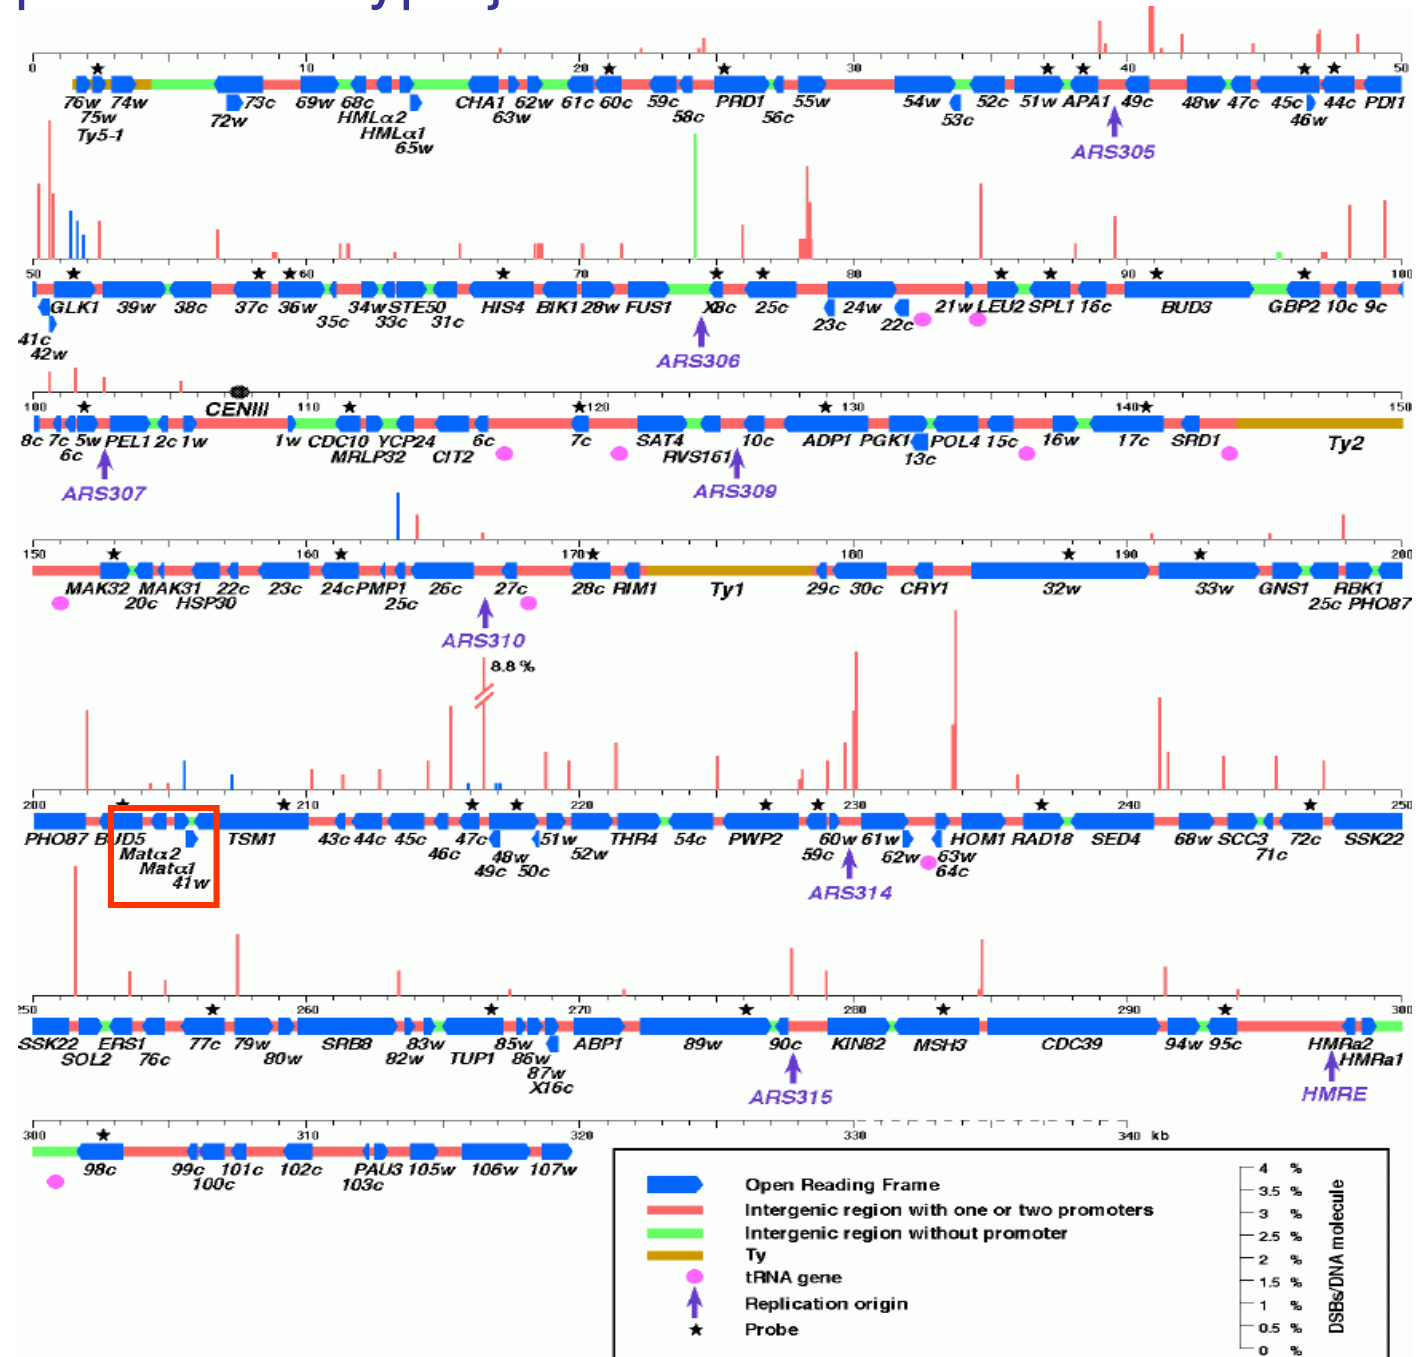 0 10 20 30 40 50
76w 74w 73c 69w 68c CHA1 62w 61c 60c 59c PRD1 55w 54w 52c 51w APA1 49c 48w 47c 45c 44c PDI1
75w 72w HMLα2 63w 58c 56c 53c 46w
Ty5-1 HMLα1
65w
ARS305
50 60 70 80 90 100
GLK1 39w 38c 37c 36w 34w STE50 HIS4 BIK1 28w FUS1 25c 24w 21w LEU2 SPL1 16c BUD3 GBP2 10c 9c
41c 35c 33c 31c 23c 22c
42w
ARS306
CENIII
100 110 120 130 140 150
8c 7c 5w PEL1 2c 1w 1w CDC10 YCP24 6c 7c SAT4 10c ADP1 PGK1 POL4 15c 16w 17c SRD1 Ty2
6c MRLP32 CIT2 RVS161 13c
ARS307 ARS309
150 160 170 180 190 200
MAK32 MAK31 22c 23c 24c PMP1 26c 27c 28c RIM1 Ty1 29c 30c CRY1 32w 33w GNS1 RBK1
20c HSP30 25c 25c PHO87
ARS310
8.8 %
200 210 220 230 240 250
PHO87 BUD5 TSM1 43c 44c 45c 47c 51w THR4 54c PWP2 60w 61w HOM1 RAD18 SED4 68w SCC3 72c SSK22
Matα2 46c 48w 52w 59c 62w 63w 71c
Matα1 49c 50c 64c
41w
ARS314
250 260 270 280 290 300
SSK22 ERS1 77c 79w SRB8 83w 85w ABP1 89w 90c KIN82 MSH3 CDC39 94w 95c HMRa2
SOL2 76c 80w 82w TUP1 86w HMRa1
87w
X16c
ARS315 HMRE
300 310 320 330 340 kb
98c 99c 101c 102c PAU3 105w 106w 107w
100c 103c
Open Reading Frame
Intergenic region with one or two promoters
Intergenic region without promoter
Ty
tRNA gene
Replication origin
Probe
4 %
3.5 %
3 %
2.5 %
2 %
1.5 %
1 %
0.5 %
0 %
DSBs/DNA molecule